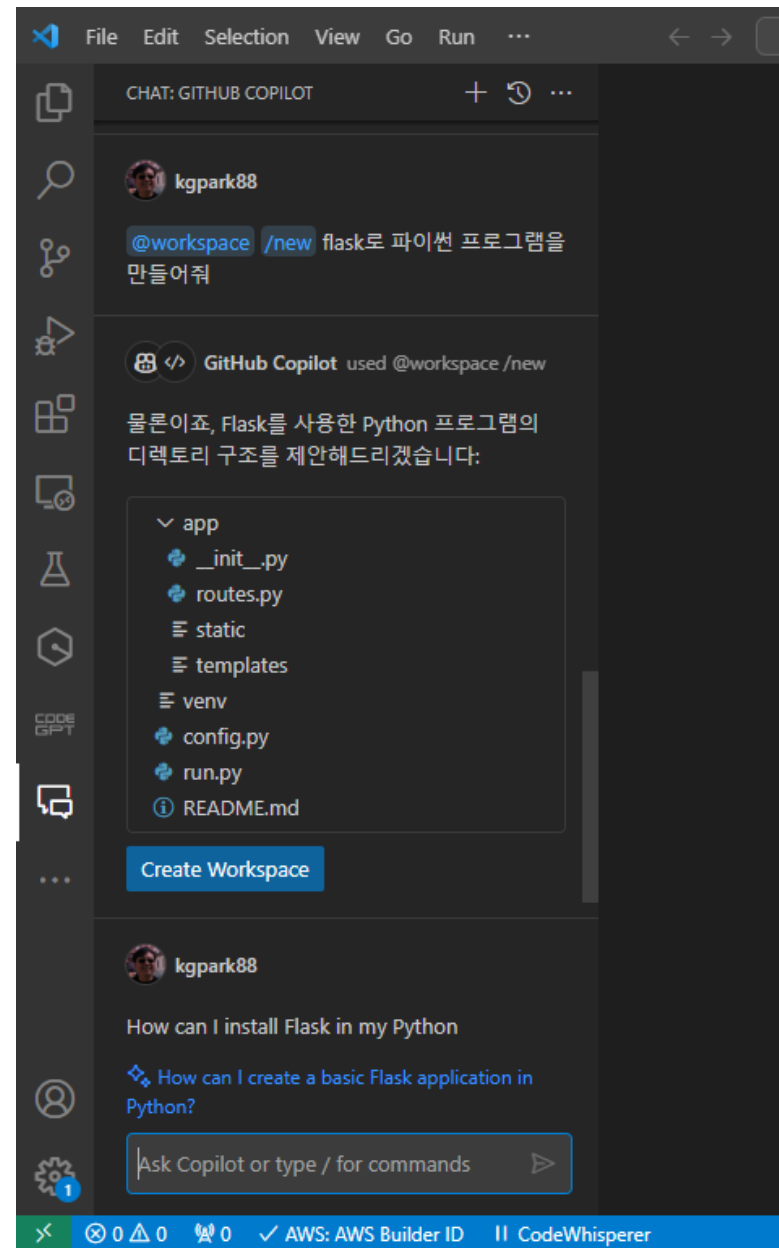 File Edit Selection View Go Run ···
CHAT: GITHUB COPILOT
kgpark88
@workspace /new flask로 파이썬 프로그램을
만들어줘
GitHub Copilot used @workspace /new
물론이죠, Flask를 사용한 Python 프로그램의
디렉토리 구조를 제안해드리겠습니다:
app
__init__.py
routes.py
static
templates
venv
CODE
GPT
config.py
run.py
README.md
Create Workspace
kgpark88
How can I install Flask in my Python
How can I create a basic Flask application in
Python?
Ask Copilot or type / for commands
1
0 0 0 AWS: AWS Builder ID CodeWhisperer